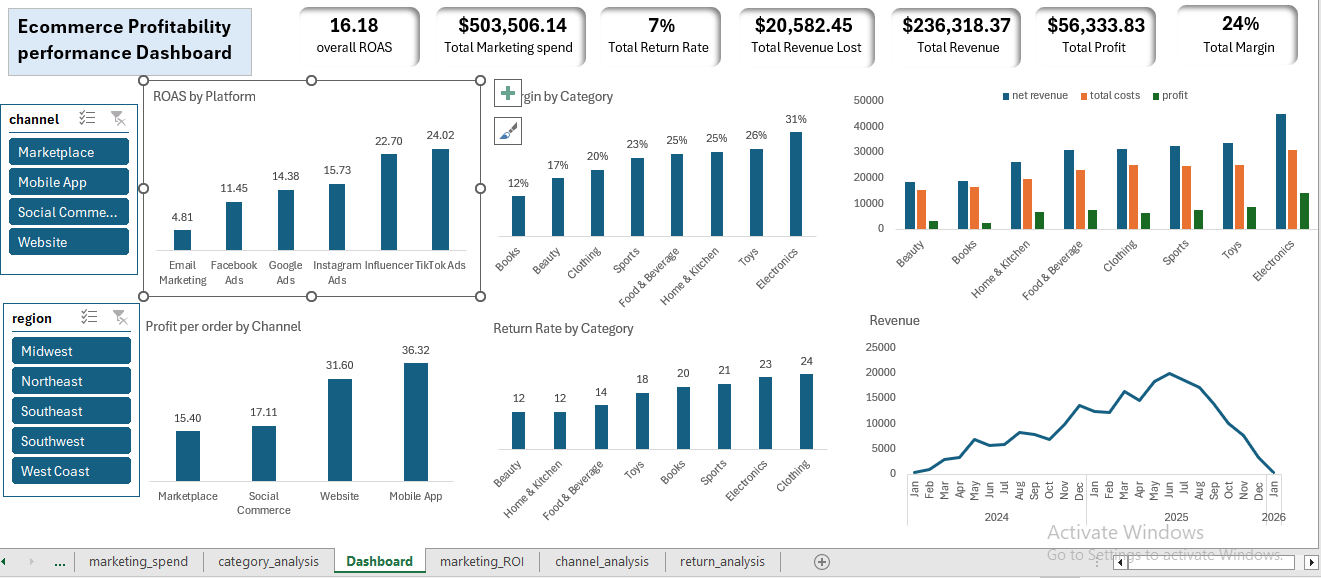 Ecommerce Profitability
performance Dashboard
16.18
overall ROAS
$503,506.14
Total Marketing spend
7%
Total Return Rate
$20,582.45
Total Revenue Lost
$236,318.37
Total Revenue
$56,333.83
Total Profit
24%
Total Margin
channel
Marketplace
Mobile App
Social Comme...
Website
region
Midwest
Northeast
Southeast
Southwest
West Coast
ROAS by Platform
4.81
11.45
14.38
15.73
22.70
24.02
Email Marketing
Facebook Ads
Google Ads
Instagram Ads
Influencer
TikTok Ads
rgin by Category
12%
17%
20%
23%
25%
25%
26%
31%
Books
Beauty
Clothing
Sports
Food & Beverage
Home & Kitchen
Toys
Electronics
net revenue
total costs
profit
50000
40000
30000
20000
10000
0
Beauty
Books
Home & Kitchen
Food & Beverage
Clothing
Sports
Toys
Electronics
Profit per order by Channel
15.40
17.11
31.60
36.32
Marketplace
Social Commerce
Website
Mobile App
Return Rate by Category
12
12
14
18
20
21
23
24
Beauty
Home & Kitchen
Food & Beverage
Toys
Books
Sports
Electronics
Clothing
Revenue
25000
20000
15000
10000
5000
0
Jan Feb Mar Apr May Jun Jul Aug Sep Oct Nov Dec Jan Feb Mar Apr May Jun Jul Aug Sep Oct Nov Dec Jan
2024 2025 2026
Activate Windows
Go to Settings to activate Windows.
... marketing_spend category_analysis Dashboard marketing_ROI channel_analysis return_analysis